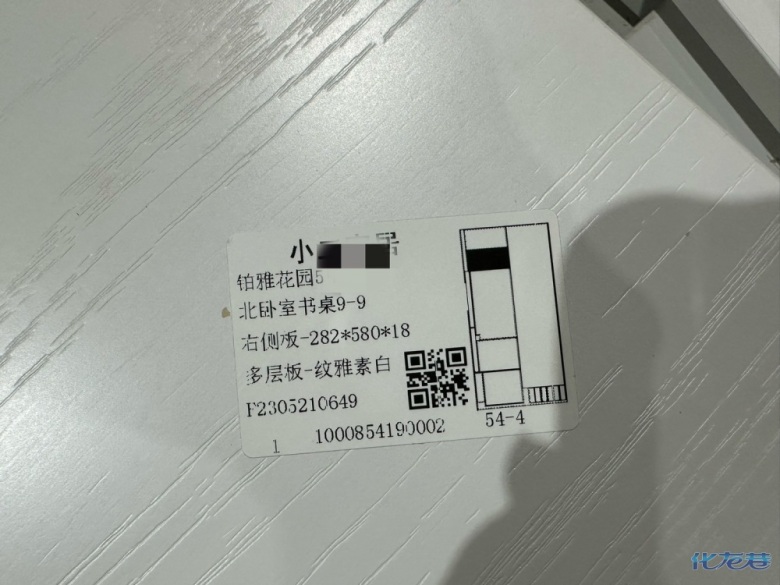 小
铂雅花园5
北卧室书桌9-9
右侧板-282*580*18
多层板-纹雅素白
F2305210649
1 1000854190002
54-4
化龙巷